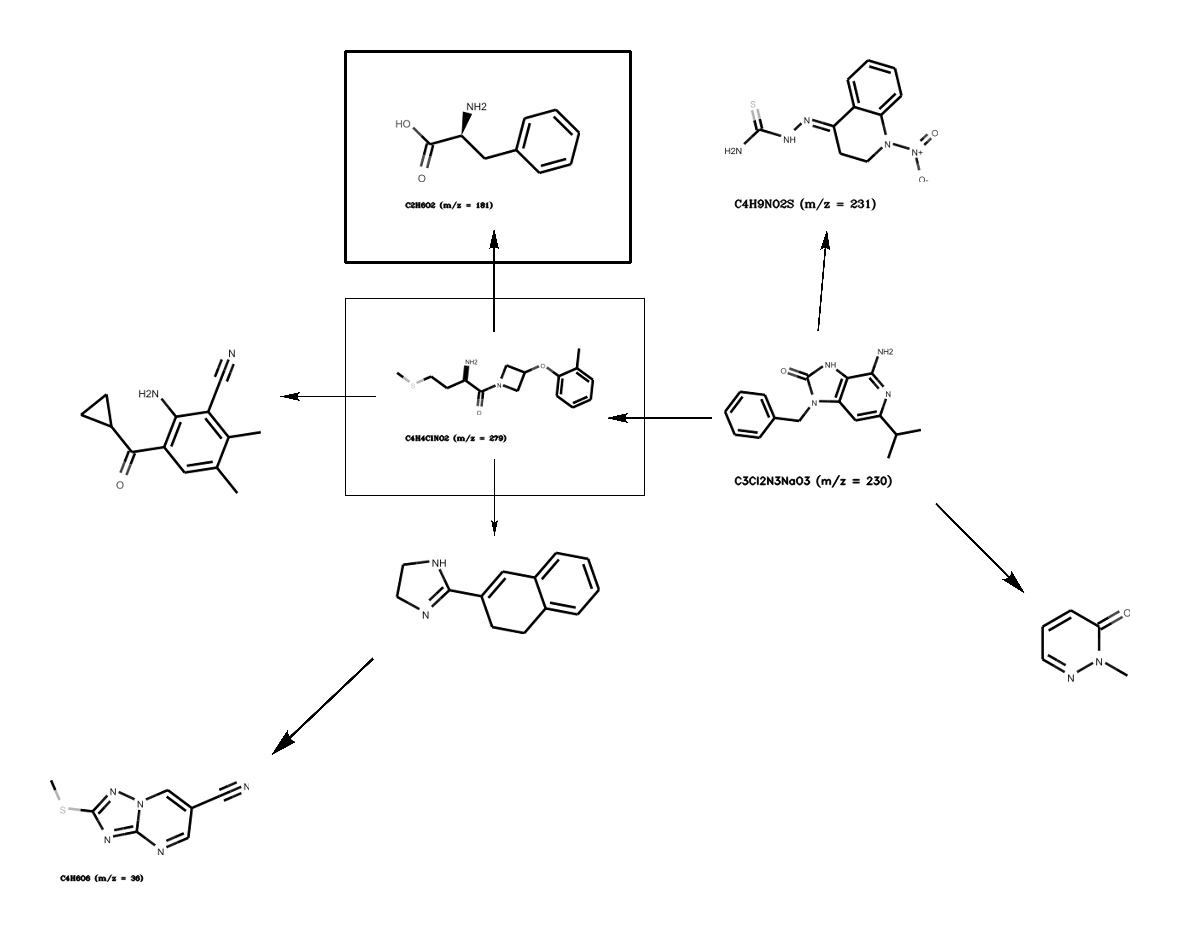 NH2
HO
O
C2H6O2 (m/z = 181)
S
H2N
NH
N
N
N+
O
O-
C4H9NO2S (m/z = 231)
N
H2N
O
NH2
S
N
O
O
C4H4ClNO2 (m/z = 279)
NH2
NH
O
N
N
C3Cl2N3NaO3 (m/z = 230)
NH
N
O
N
N
N
S
N
N
N
N
N
C4H6O6 (m/z = 36)